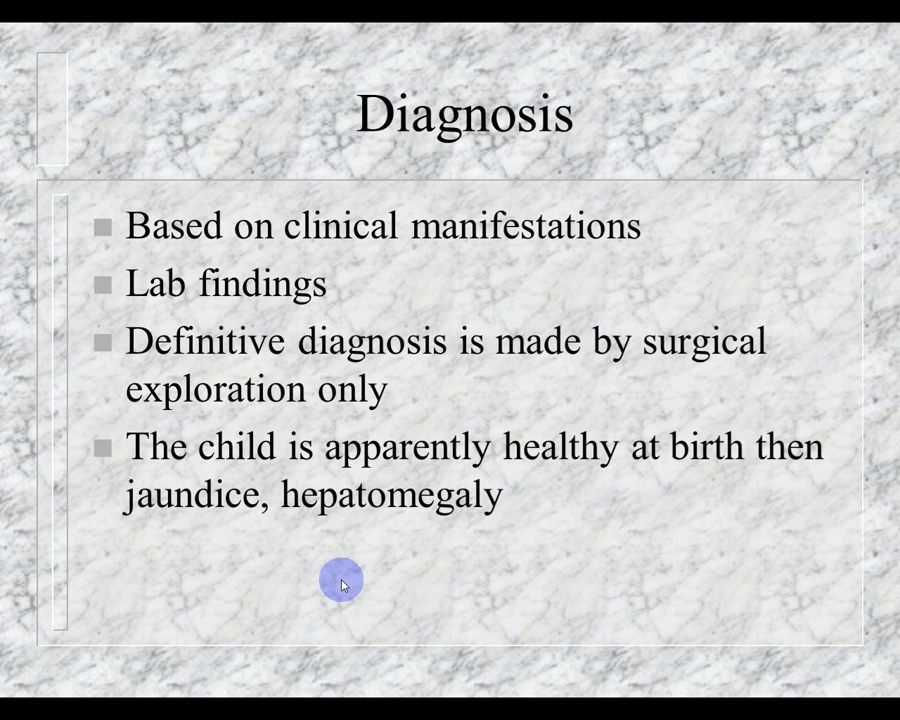 Diagnosis
Based on clinical manifestations
Lab findings
Definitive diagnosis is made by surgical
exploration only
The child is apparently healthy at birth then
jaundice, hepatomegaly